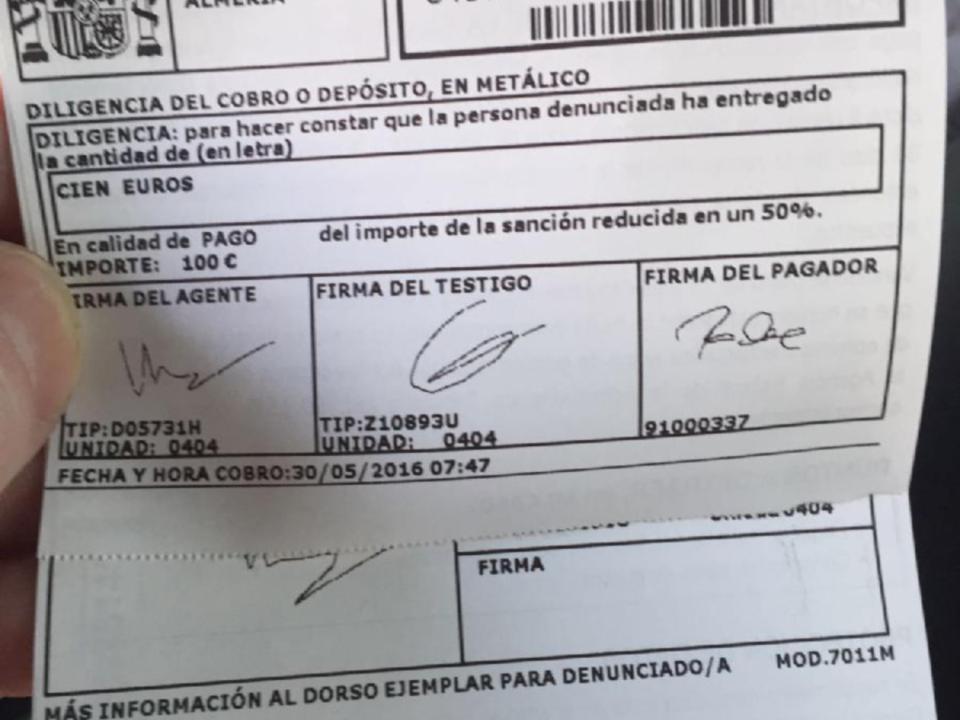 ALMERIA
DILIGENCIA DEL COBRO O DEPÓSITO, EN METÁLICO
DILIGENCIA: para hacer constar que la persona denunciada ha entregado
la cantidad de (en letra)
CIEN EUROS
En calidad de PAGO del importe de la sanción reducida en un 50%.
IMPORTE: 100 €
IRMA DEL AGENTE
FIRMA DEL TESTIGO
FIRMA DEL PAGADOR
TIP:D05731H
UNIDAD: 0404
TIP:Z10893U
UNIDAD: 0404
91000337
FECHA Y HORA COBRO:30/05/2016 07:47
0404
FIRMA
MÁS INFORMACIÓN AL DORSO EJEMPLAR PARA DENUNCIADO/A MOD.7011M